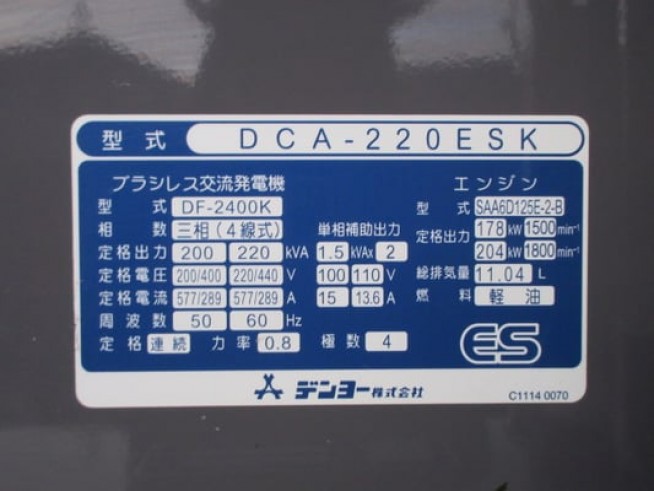 型式 DCA-220ESK
ブラシレス交流発電機
型式 DF-2400K
相数 三相(4線式) 単相補助出力
定格出力 200 220 kVA 1.5 kVAx 2
定格電圧 200/400 220/440 V 100 110 V
定格電流 577/289 577/289 A 15 13.6 A
周波数 50 60 Hz
定格 連続 力率 0.8 極数 4
エンジン
型式 SAA6D125E-2-B
定格出力 178 kW 1500 min⁻¹
204 kW 1800 min⁻¹
総排気量 11.04 L
燃料 軽油
ES
デンヨー株式会社
C1114 0070